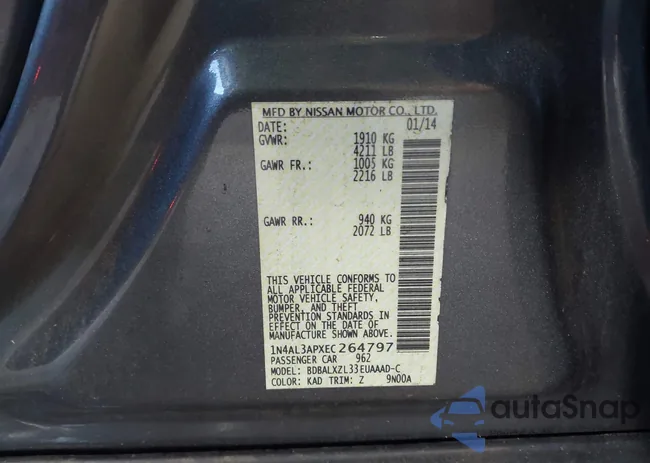 MFD BY NISSAN MOTOR CO., LTD.
DATE: 01/14
GVWR: 1910 KG
4211 LB
GAWR FR.: 1005 KG
2216 LB
GAWR RR.: 940 KG
2072 LB
THIS VEHICLE CONFORMS TO
ALL APPLICABLE FEDERAL
MOTOR VEHICLE SAFETY,
BUMPER, AND THEFT
PREVENTION STANDARDS IN
EFFECT ON THE DATE OF
MANUFACTURE SHOWN ABOVE.
1N4AL3APXEC264797
PASSENGER CAR 962
MODEL: BDBALXZL33EUAAAD-C
COLOR: KAD TRIM: Z 9N00A
autoSnap